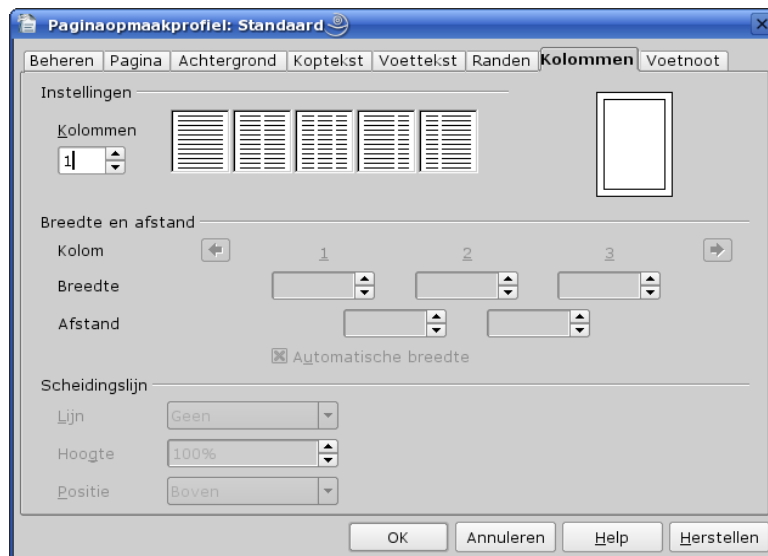 Paginaopmaakprofiel: Standaard
Beheren Pagina Achtergrond Koptekst Voettekst Randen Kolommen Voetnoot
Instellingen
Kolommen
1
Breedte en afstand
Kolom 1 2 3
Breedte
Afstand
Automatische breedte
Scheidingslijn
Lijn Geen
Hoogte 100%
Positie Boven
OK Annuleren Help Herstellen